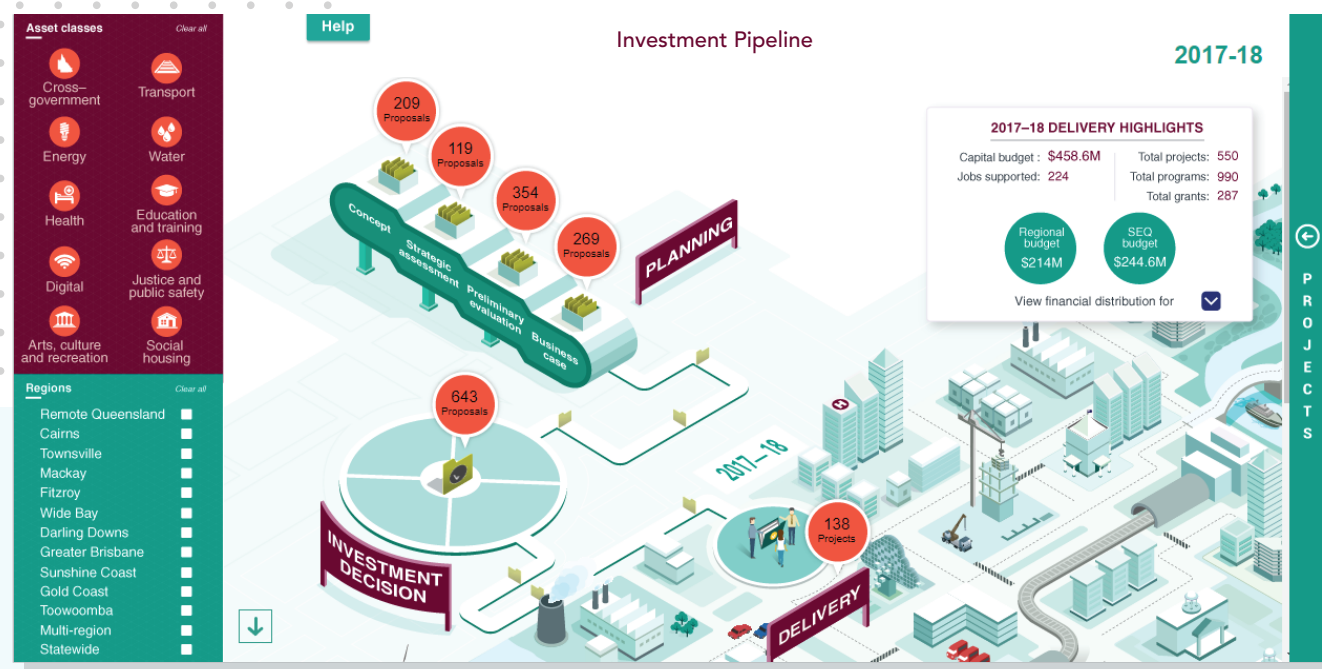 Asset classes
Clear all
Cross–
government
Transport
Energy
Water
Health
Education
and training
Digital
Justice and
public safety
Arts, culture
and recreation
Social
housing
Regions
Clear all
Remote Queensland
Cairns
Townsville
Mackay
Fitzroy
Wide Bay
Darling Downs
Greater Brisbane
Sunshine Coast
Gold Coast
Toowoomba
Multi-region
Statewide
Help
Investment Pipeline
2017-18
209
Proposals
119
Proposals
354
Proposals
269
Proposals
Concept
Strategic
assessment
Preliminary
evaluation
Business
case
PLANNING
643
Proposals
INVESTMENT
DECISION
2017–18
138
Projects
DELIVERY
H
2017–18 DELIVERY HIGHLIGHTS
Capital budget : $458.6M
Jobs supported: 224
Total projects: 550
Total programs: 990
Total grants: 287
Regional
budget
$214M
SEQ
budget
$244.6M
View financial distribution for
PROJECTS